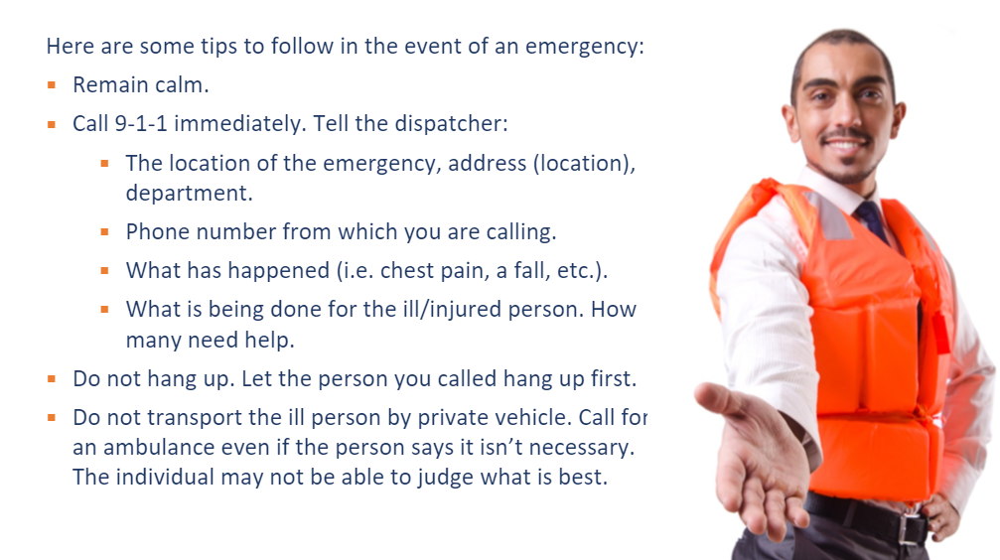 Here are some tips to follow in the event of an emergency:
▪ Remain calm.
▪ Call 9-1-1 immediately. Tell the dispatcher:
▪ The location of the emergency, address (location),
department.
▪ Phone number from which you are calling.
▪ What has happened (i.e. chest pain, a fall, etc.).
▪ What is being done for the ill/injured person. How
many need help.
▪ Do not hang up. Let the person you called hang up first.
▪ Do not transport the ill person by private vehicle. Call for
an ambulance even if the person says it isn’t necessary.
The individual may not be able to judge what is best.